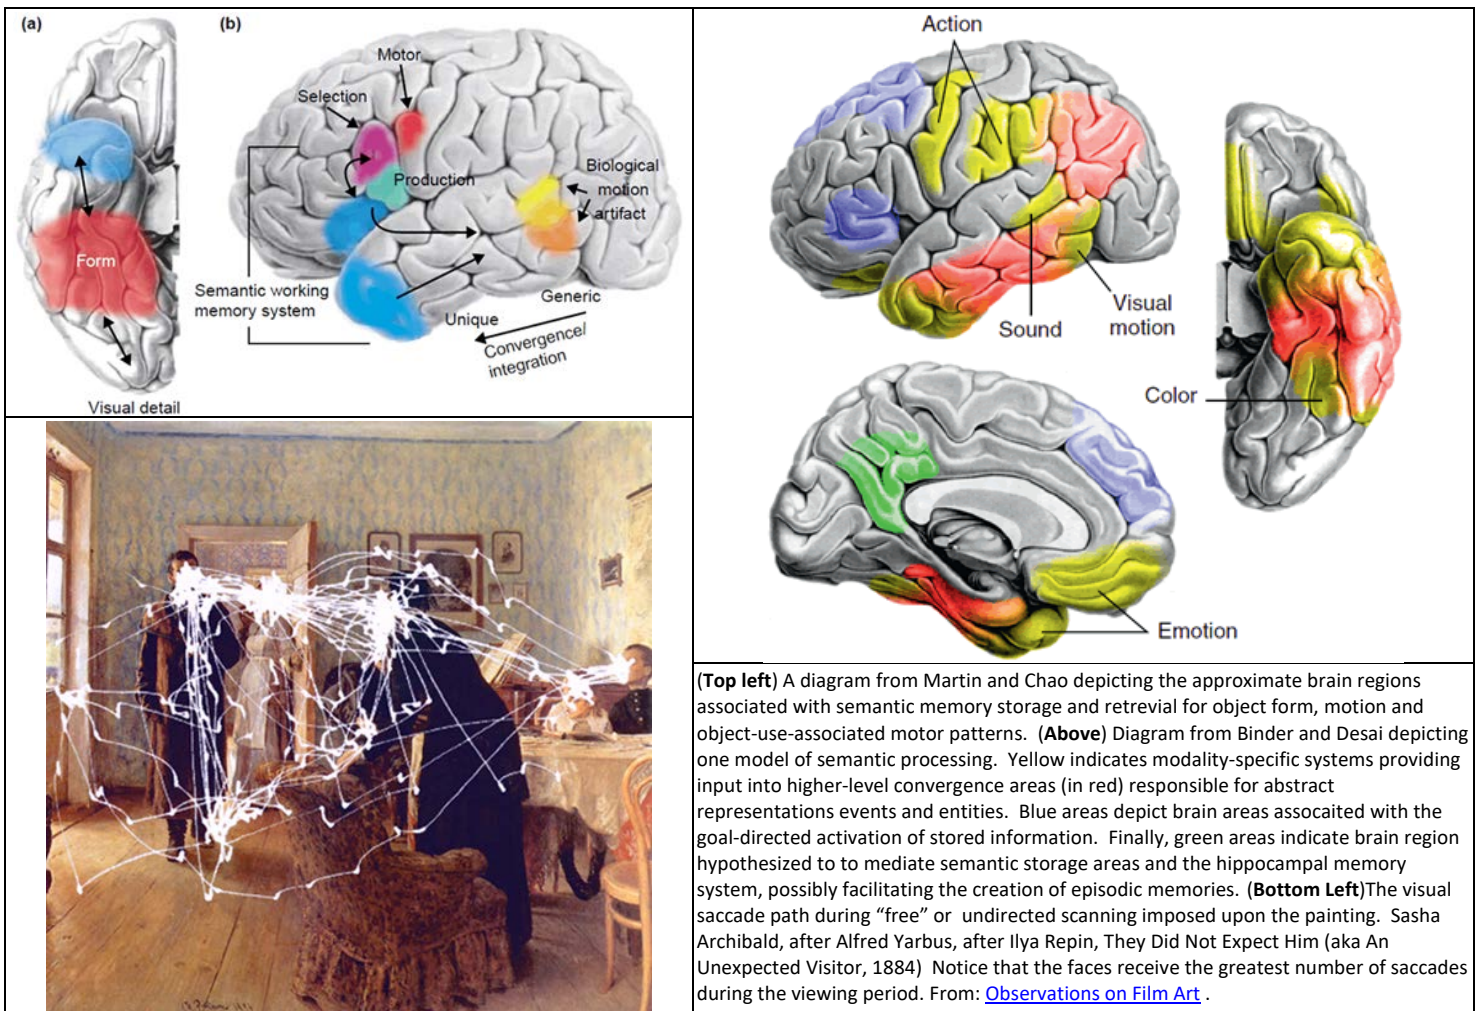 (a)
(b)
Motor
Selection
Production
Biological
motion
artifact
Form
Semantic working
memory system
Generic
Unique
Convergence/
integration
Visual detail
Action
Sound
Visual
motion
Color
Emotion
(Top left) A diagram from Martin and Chao depicting the approximate brain regions
associated with semantic memory storage and retrevial for object form, motion and
object-use-associated motor patterns.  (Above) Diagram from Binder and Desai depicting
one model of semantic processing.  Yellow indicates modality-specific systems providing
input into higher-level convergence areas (in red) responsible for abstract
representations events and entities.  Blue areas depict brain areas assocaited with the
goal-directed activation of stored information.  Finally, green areas indicate brain region
hypothesized to to mediate semantic storage areas and the hippocampal memory
system, possibly facilitating the creation of episodic memories. (Bottom Left)The visual
saccade path during “free” or  undirected scanning imposed upon the painting.  Sasha
Archibald, after Alfred Yarbus, after Ilya Repin, They Did Not Expect Him (aka An
Unexpected Visitor, 1884)  Notice that the faces receive the greatest number of saccades
during the viewing period. From: Observations on Film Art .